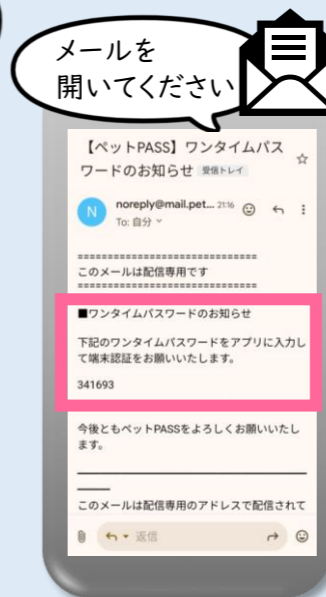 メールを
開いてください
【ペットPASS】ワンタイムパス
ワードのお知らせ 受信トレイ
N
noreply@mail.pet... 21:16
To: 自分
==============================
このメールは配信専用です
==============================
■ワンタイムパスワードのお知らせ
下記のワンタイムパスワードをアプリに入力し
て端末認証をお願いいたします。
341693
今後ともペットPASSをよろしくお願いいたし
ます。
このメールは配信専用のアドレスで配信されて
返信